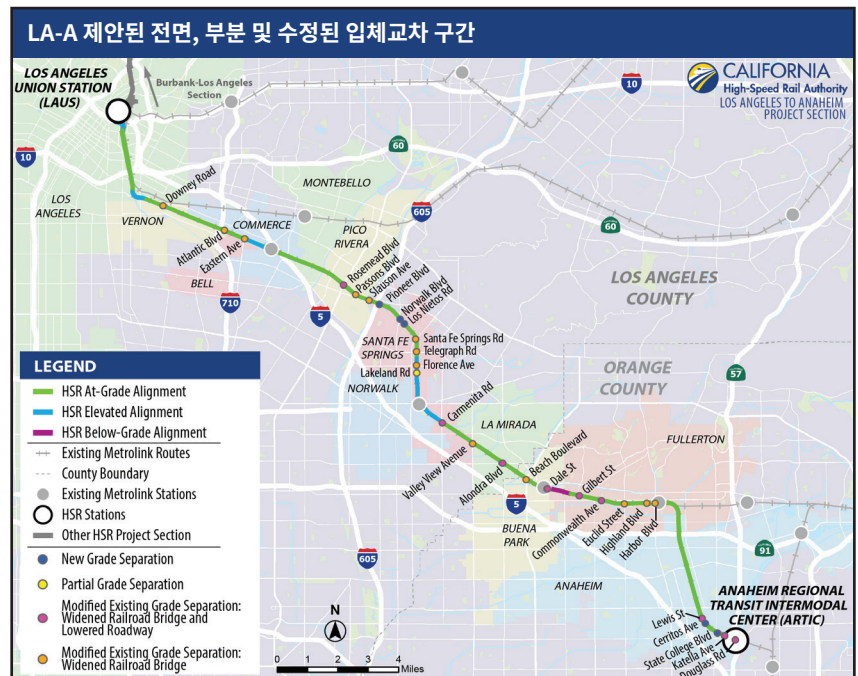 LA-A 제안된 전면, 부분 및 수정된 입체교차 구간
LOS ANGELES
UNION STATION
(LAUS)
Burbank-Los Angeles
Section
10
CALIFORNIA
High-Speed Rail Authority
LOS ANGELES TO ANAHEIM
PROJECT SECTION
10
60
LOS
ANGELES
Downey Road
MONTEBELLO
605
VERNON
COMMERCE
PICO
RIVERA
60
Atlantic Blvd
Eastern Ave
BELL
710
5
Rosemead Blvd
Passons Blvd
Slauson Ave
Pioneer Blvd
Norwalk Blvd
Los Nietos Rd
LOS ANGELES
COUNTY
SANTA FE
SPRINGS
Santa Fe Springs Rd
Telegraph Rd
Florence Ave
Lakeland Rd
NORWALK
ORANGE
COUNTY
57
Carmenita Rd
LA MIRADA
FULLERTON
Valley View Avenue
Alondra Blvd
Beach Boulevard
Dale St
Gilbert St
5
BUENA
PARK
Commonwealth Ave
Euclid Street
Highland Blvd
Harbor Blvd
605
91
ANAHEIM
ANAHEIM REGIONAL
TRANSIT INTERMODAL
CENTER (ARTIC)
Lewis St
Cerritos Ave
State College Blvd
Katella Ave
Douglass Rd
LEGEND
HSR At-Grade Alignment
HSR Elevated Alignment
HSR Below-Grade Alignment
Existing Metrolink Routes
County Boundary
Existing Metrolink Stations
HSR Stations
Other HSR Project Section
New Grade Separation
Partial Grade Separation
Modified Existing Grade Separation:
Widened Railroad Bridge and
Lowered Roadway
Modified Existing Grade Separation:
Widened Railroad Bridge
N
0 1 2 3 4
Miles